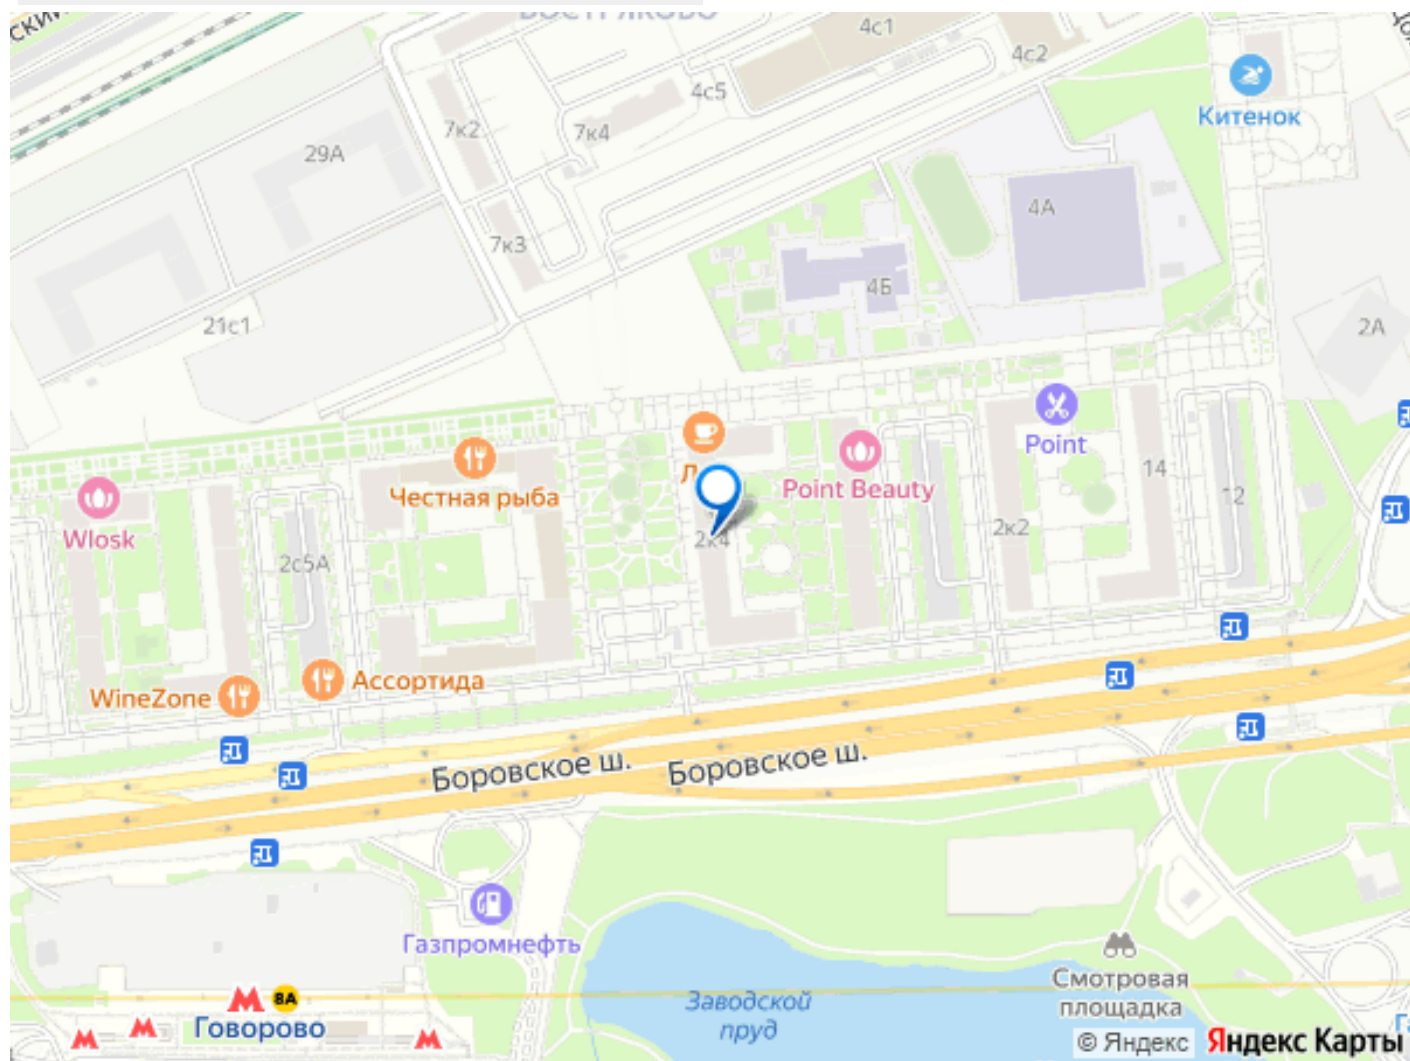 ВОСТРЯКОВО
4с1
4с2
4с5
Китенок
7к2
7к4
29А
4А
7к3
4Б
21с1
2А
Point
Честная рыба
14
Point Beauty
12
Wlosk
2к2
2к4
2с5А
WineZone
Ассортида
Боровское ш.
Боровское ш.
Газпромнефть
Смотровая
площадка
8А
Говорово
Заводской
пруд
© Яндекс
Яндекс Карты